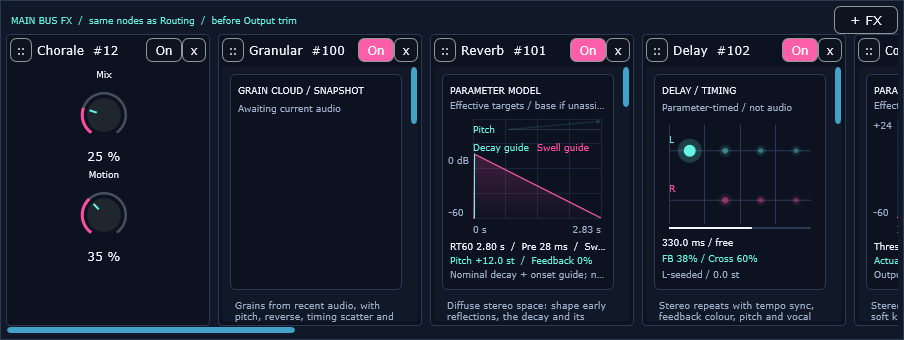 MAIN BUS FX / same nodes as Routing / before Output trim
+ FX
:: Chorale #12 On x
Mix
25 %
Motion
35 %
:: Granular #100 On x
GRAIN CLOUD / SNAPSHOT
Awaiting current audio
Grains from recent audio, with
pitch, reverse, timing scatter and
:: Reverb #101 On x
PARAMETER MODEL
Effective targets / base if unassi...
Pitch
Decay guide Swell guide
0 dB
-60
0 s 2.83 s
RT60 2.80 s / Pre 28 ms / Sw...
Pitch +12.0 st / Feedback 0%
Nominal decay + onset guide; n...
Diffuse stereo space: shape early
reflections, the decay and its
:: Delay #102 On x
DELAY / TIMING
Parameter-timed / not audio
L
R
330.0 ms / free
FB 38% / Cross 60%
L-seeded / 0.0 st
Stereo repeats with tempo sync,
feedback colour, pitch and vocal
:: Co
PARA
Effect
+24
-60
Thres
Actua
Outpu
Stereo
soft k